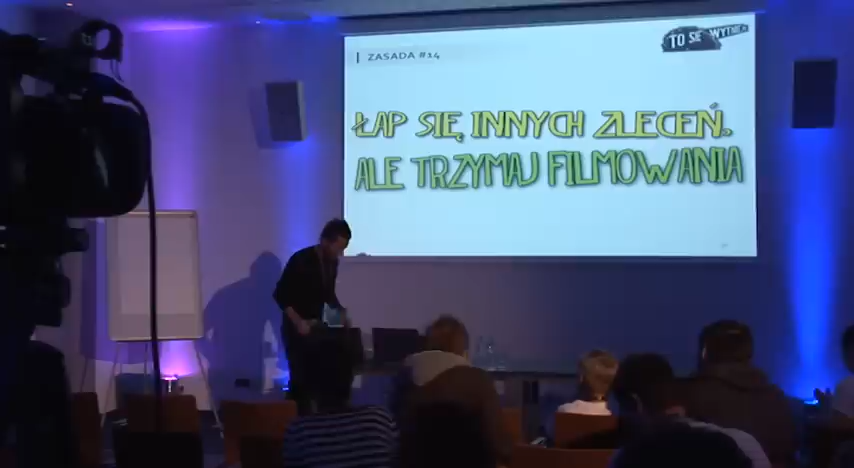 ZASADA #14
TO SIĘ WYTNIE
ŁAP SIĘ INNYCH ZLECEŃ,
ALE TRZYMAJ FILMOWANIA